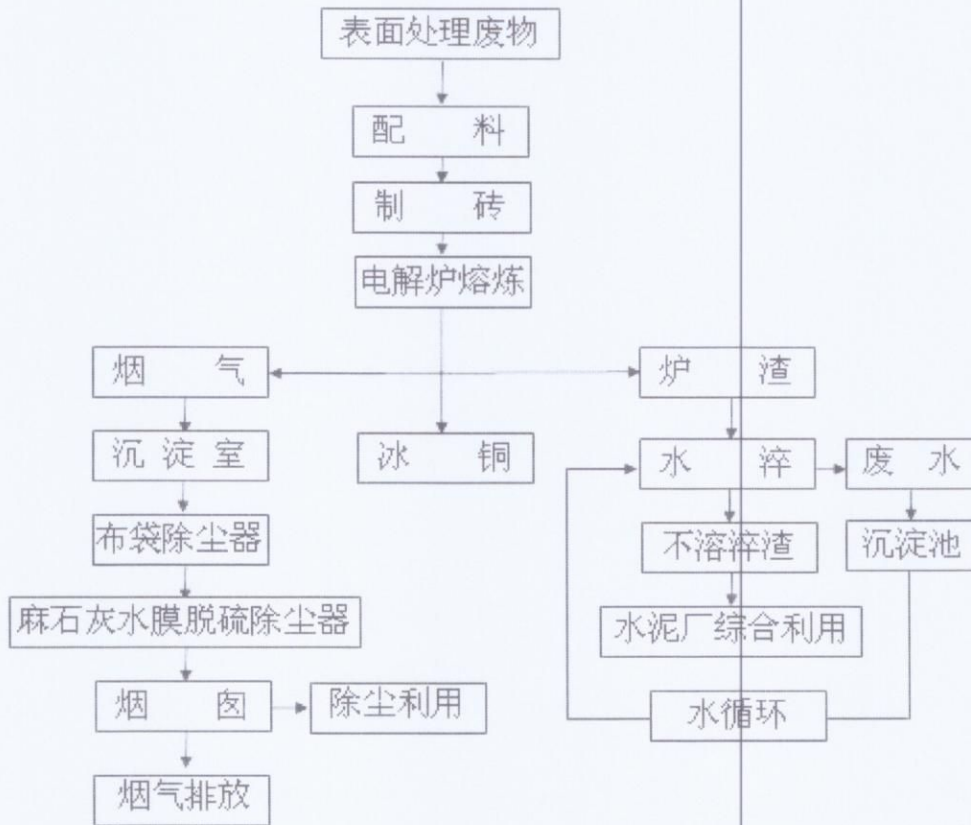 表面处理废物
配 料
制 砖
电解炉熔炼
烟 气
炉 渣
沉 淀 室
冰 铜
水 淬
废 水
布袋除尘器
不溶淬渣
沉淀池
麻石灰水膜脱硫除尘器
水泥厂综合利用
烟 囱
除尘利用
水循环
烟气排放